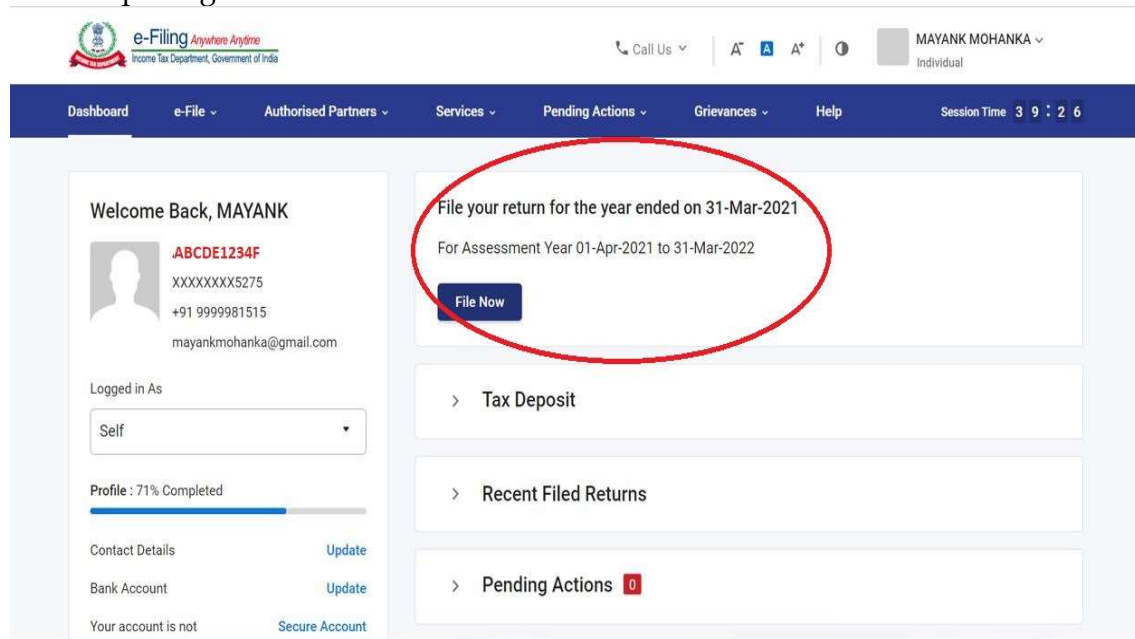 e-Filing Anywhere Anytime
Income Tax Department, Government of India
Call Us
A- A A+
MAYANK MOHANKA
Individual
Dashboard e-File Authorised Partners Services Pending Actions Grievances Help Session Time 3 9 : 2 6
Welcome Back, MAYANK
.ABCDE1234F
XXXXXXXX5275
+91 9999981515
mayankmohanka@gmail.com
Logged in As
Self
Profile : 71% Completed
Contact Details Update
Bank Account Update
Your account is not Secure Account
File your return for the year ended on 31-Mar-2021
For Assessment Year 01-Apr-2021 to 31-Mar-2022
File Now
Tax Deposit
Recent Filed Returns
Pending Actions 0